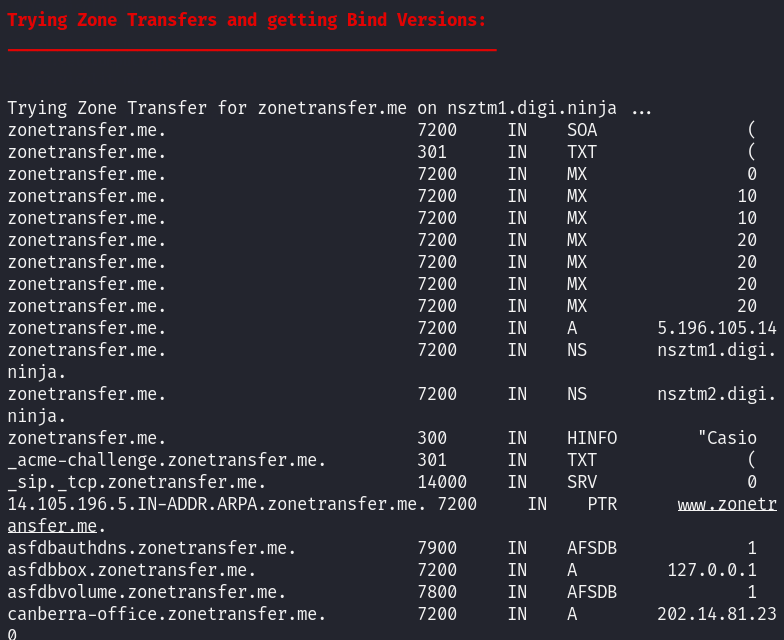 Trying Zone Transfers and getting Bind Versions:
Trying Zone Transfer for zonetransfer.me on nsztm1.digi.ninja ...
zonetransfer.me. 7200 IN SOA (
zonetransfer.me. 301 IN TXT (
zonetransfer.me. 7200 IN MX 0
zonetransfer.me. 7200 IN MX 10
zonetransfer.me. 7200 IN MX 10
zonetransfer.me. 7200 IN MX 20
zonetransfer.me. 7200 IN MX 20
zonetransfer.me. 7200 IN MX 20
zonetransfer.me. 7200 IN MX 20
zonetransfer.me. 7200 IN A 5.196.105.14
zonetransfer.me. 7200 IN NS nsztm1.digi.
ninja.
zonetransfer.me. 7200 IN NS nsztm2.digi.
ninja.
zonetransfer.me. 300 IN HINFO "Casio
_acme-challenge.zonetransfer.me. 301 IN TXT (
_sip._tcp.zonetransfer.me. 14000 IN SRV 0
14.105.196.5.IN-ADDR.ARPA.zonetransfer.me. 7200 IN PTR www.zonetr
ansfer.me.
asfdbauthdns.zonetransfer.me. 7900 IN AFSDB 1
asfdbbox.zonetransfer.me. 7200 IN A 127.0.0.1
asfdbvolume.zonetransfer.me. 7800 IN AFSDB 1
canberra-office.zonetransfer.me. 7200 IN A 202.14.81.23
0